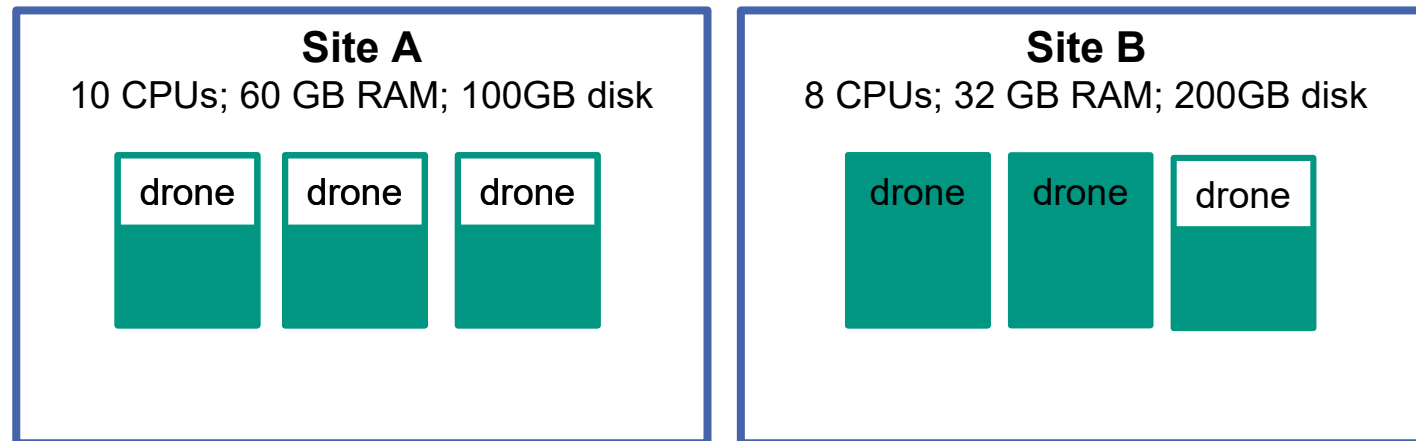 Site A
10 CPUs; 60 GB RAM; 100GB disk
drone
drone
drone
Site B
8 CPUs; 32 GB RAM; 200GB disk
drone
drone
drone